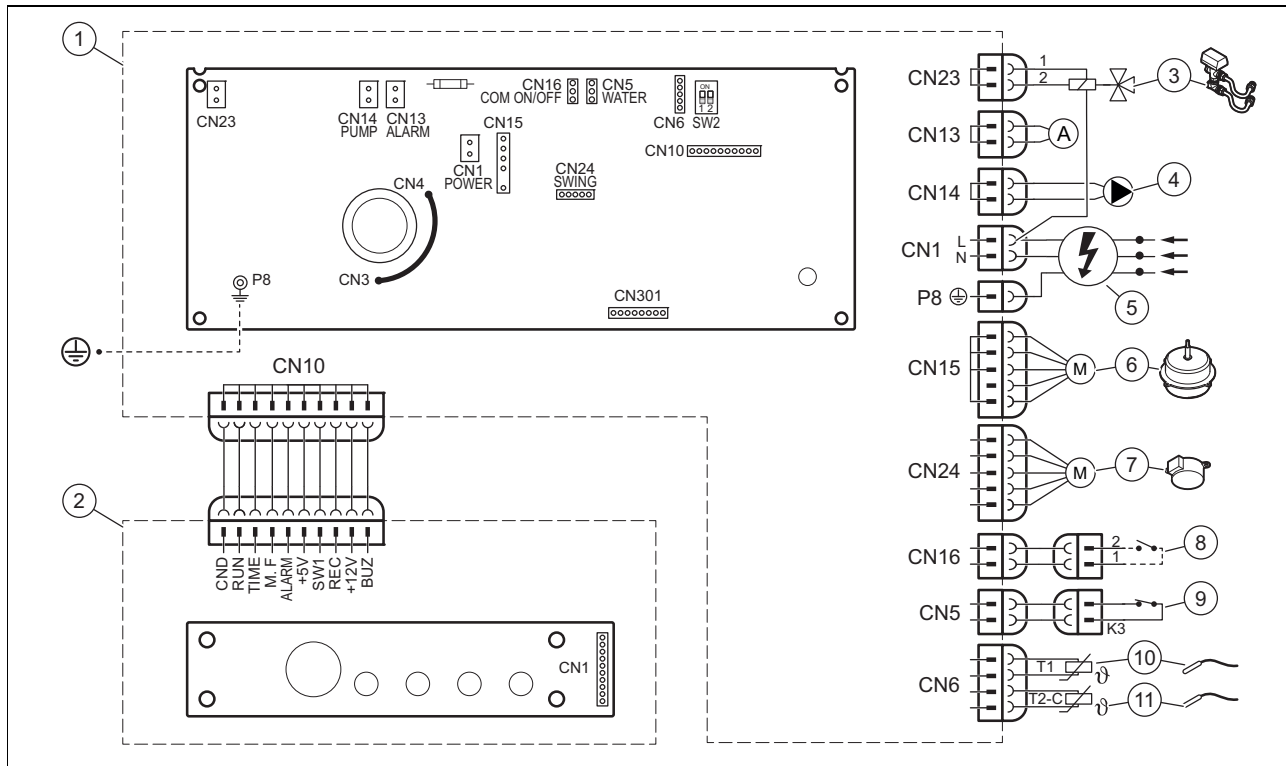 1
CN23
CN14
PUMP
CN13
ALARM
CN16
COM ON/OFF
CN5
WATER
CN15
CN1
POWER
CN6
ON
1 2
SW2
CN10
CN24
SWING
CN4
CN3
P8
CN301
CN10
2
CND
RUN
TIME
M. F
ALARM
+5V
SW1
REC
+12V
BUZ
CN1
CN23
1
2
3
CN13
A
CN14
4
CN1
L
N
5
P8
CN15
M
6
CN24
M
7
CN16
2
1
8
CN5
K3
9
CN6
T1
ϑ
10
T2-C
ϑ
11